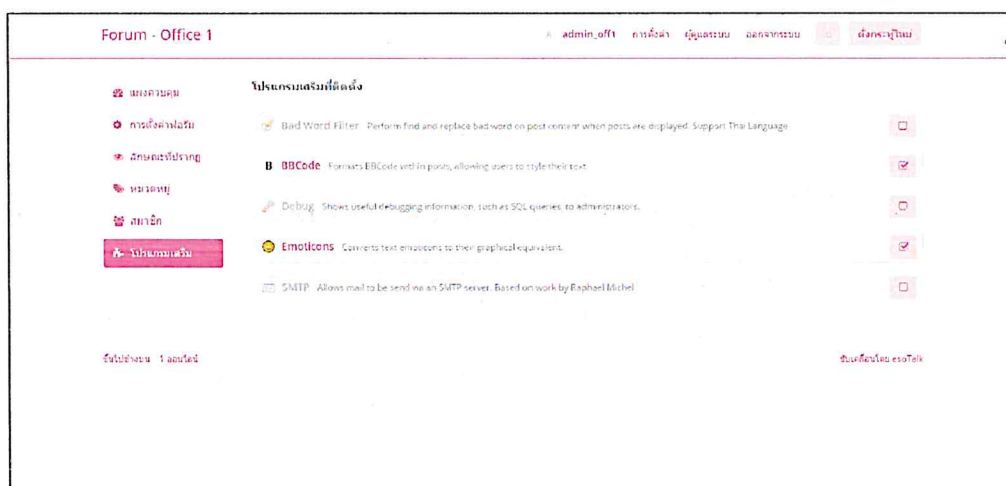 Forum - Office 1
admin_off1 การตั้งค่า ผู้ดูแลระบบ ออกจากระบบ ตั้งกระทู้ใหม่
แผงควบคุม
การตั้งค่าฟอรัม
ลักษณะที่ปรากฏ
หมวดหมู่
สมาชิก
โปรแกรมเสริม
โปรแกรมเสริมที่ติดตั้ง
Bad Word Filter Perform find and replace bad word on post content when posts are displayed. Support Thai Language
BBCode Formats BBCode within posts, allowing users to style their text.
Debug Shows useful debugging information, such as SQL queries, to administrators.
Emoticons Converts text emoticons to their graphical equivalent.
SMTP Allows mail to be send via an SMTP server. Based on work by Raphael Michel
ขึ้นไปข้างบน 1 ออนไลน์
ขับเคลื่อนโดย esoTalk